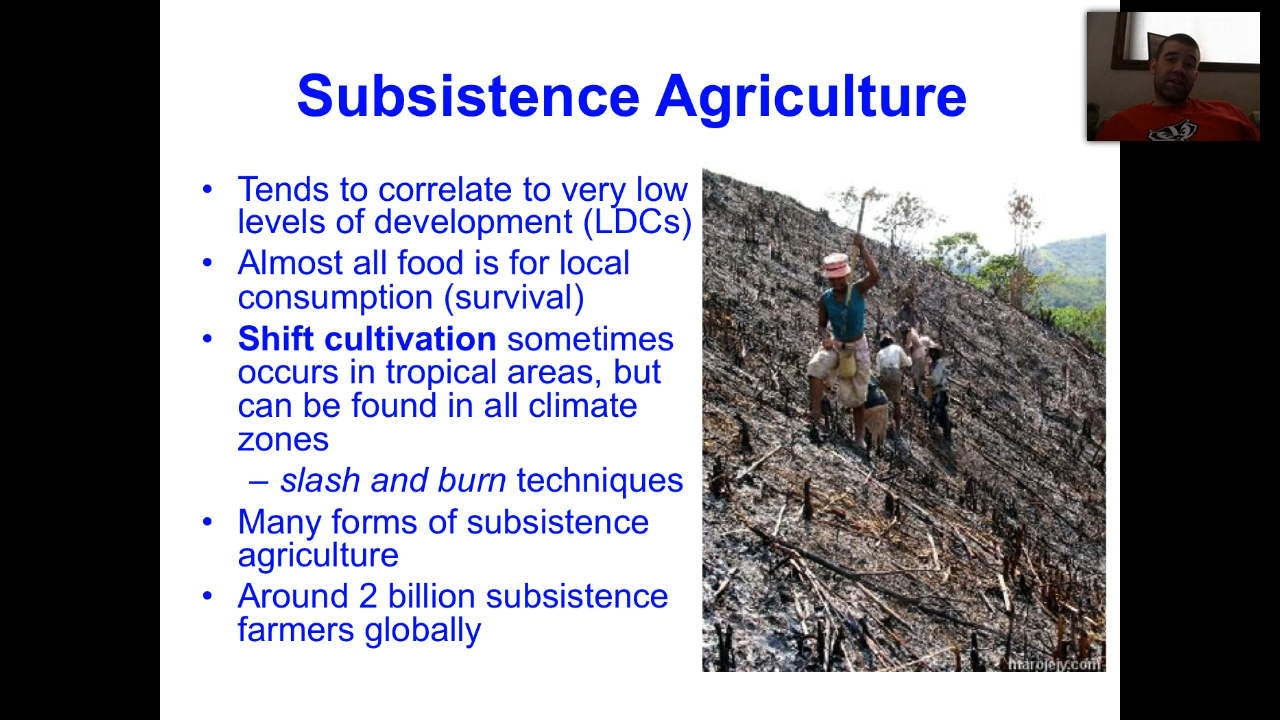 Subsistence Agriculture
• Tends to correlate to very low
levels of development (LDCs)
• Almost all food is for local
consumption (survival)
• Shift cultivation sometimes
occurs in tropical areas, but
can be found in all climate
zones
– slash and burn techniques
• Many forms of subsistence
agriculture
• Around 2 billion subsistence
farmers globally
marojejy.com